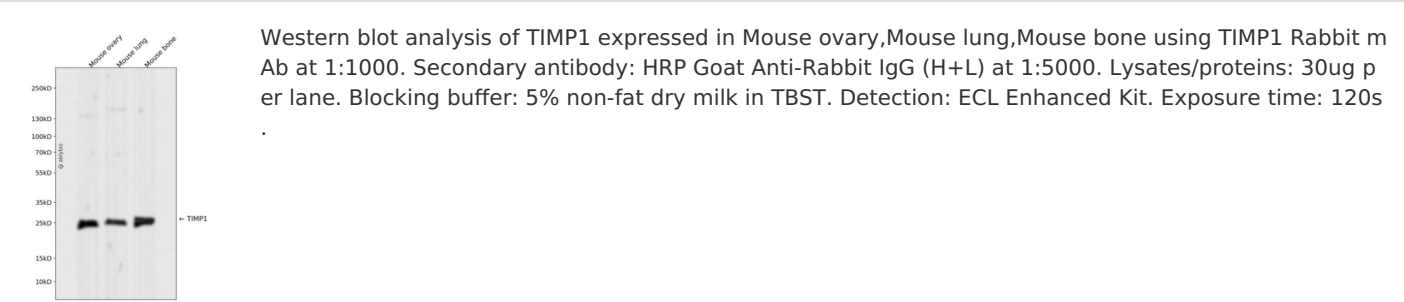 Mouse ovary
Mouse lung
Mouse bone
250kD
130kD
100kD
70kD
55kD
35kD
25kD
15kD
10kD
@ abbybio
← TIMP1
Western blot analysis of TIMP1 expressed in Mouse ovary,Mouse lung,Mouse bone using TIMP1 Rabbit m
Ab at 1:1000. Secondary antibody: HRP Goat Anti-Rabbit IgG (H+L) at 1:5000. Lysates/proteins: 30ug p
er lane. Blocking buffer: 5% non-fat dry milk in TBST. Detection: ECL Enhanced Kit. Exposure time: 120s
.